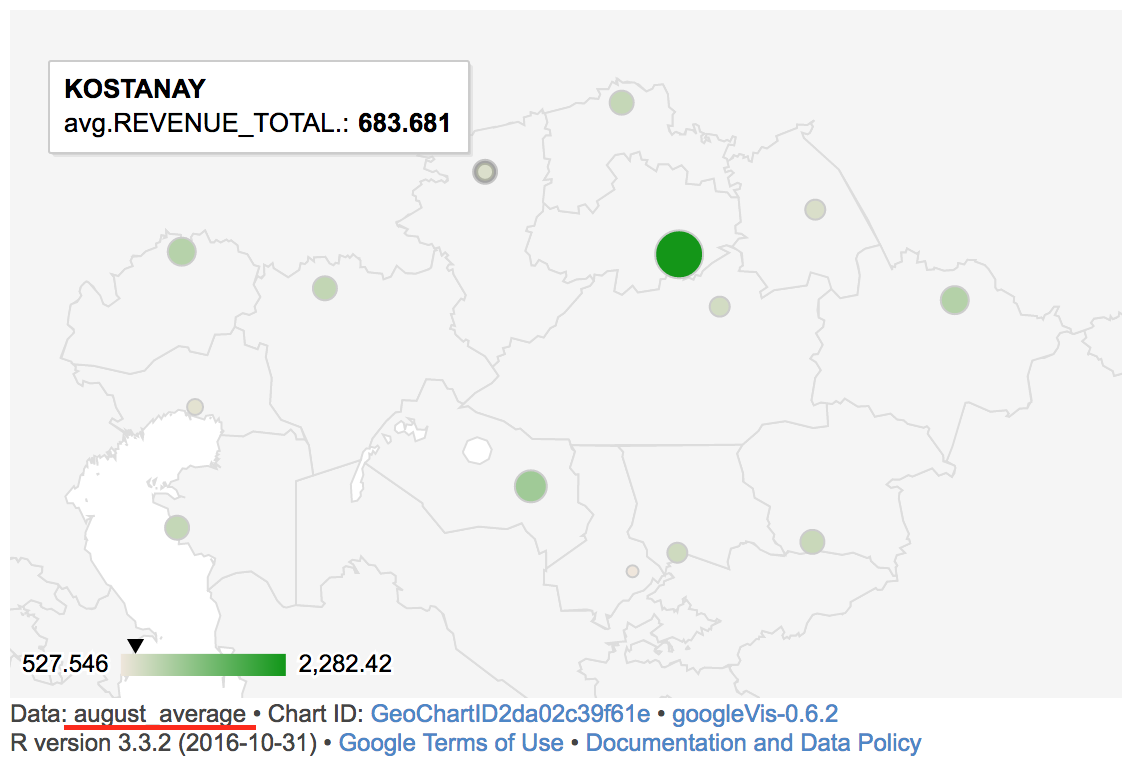 KOSTANAY
avg.REVENUE_TOTAL.: 683.681
527.546 2,282.42
Data: august_average • Chart ID: GeoChartID2da02c39f61e • googleVis-0.6.2
R version 3.3.2 (2016-10-31) • Google Terms of Use • Documentation and Data Policy